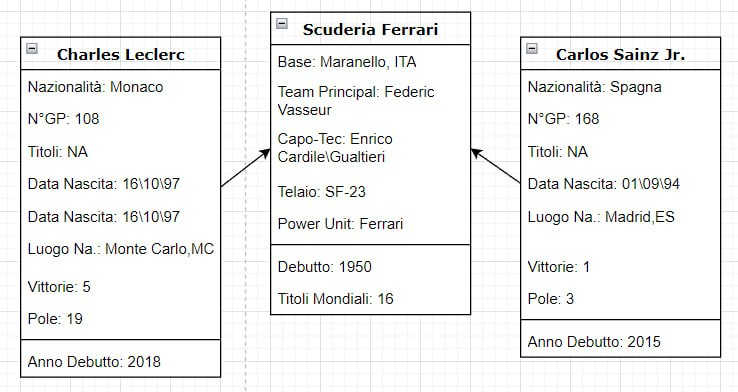 Charles Leclerc
Nazionalità: Monaco
N°GP: 108
Titoli: NA
Data Nascita: 16\10\97
Data Nascita: 16\10\97
Luogo Na.: Monte Carlo,MC
Vittorie: 5
Pole: 19
Anno Debutto: 2018
Scuderia Ferrari
Base: Maranello, ITA
Team Principal: Federic
Vasseur
Capo-Tec: Enrico
Cardile\Gualtieri
Telaio: SF-23
Power Unit: Ferrari
Debutto: 1950
Titoli Mondiali: 16
Carlos Sainz Jr.
Nazionalità: Spagna
N°GP: 168
Titoli: NA
Data Nascita: 01\09\94
Luogo Na.: Madrid,ES
Vittorie: 1
Pole: 3
Anno Debutto: 2015